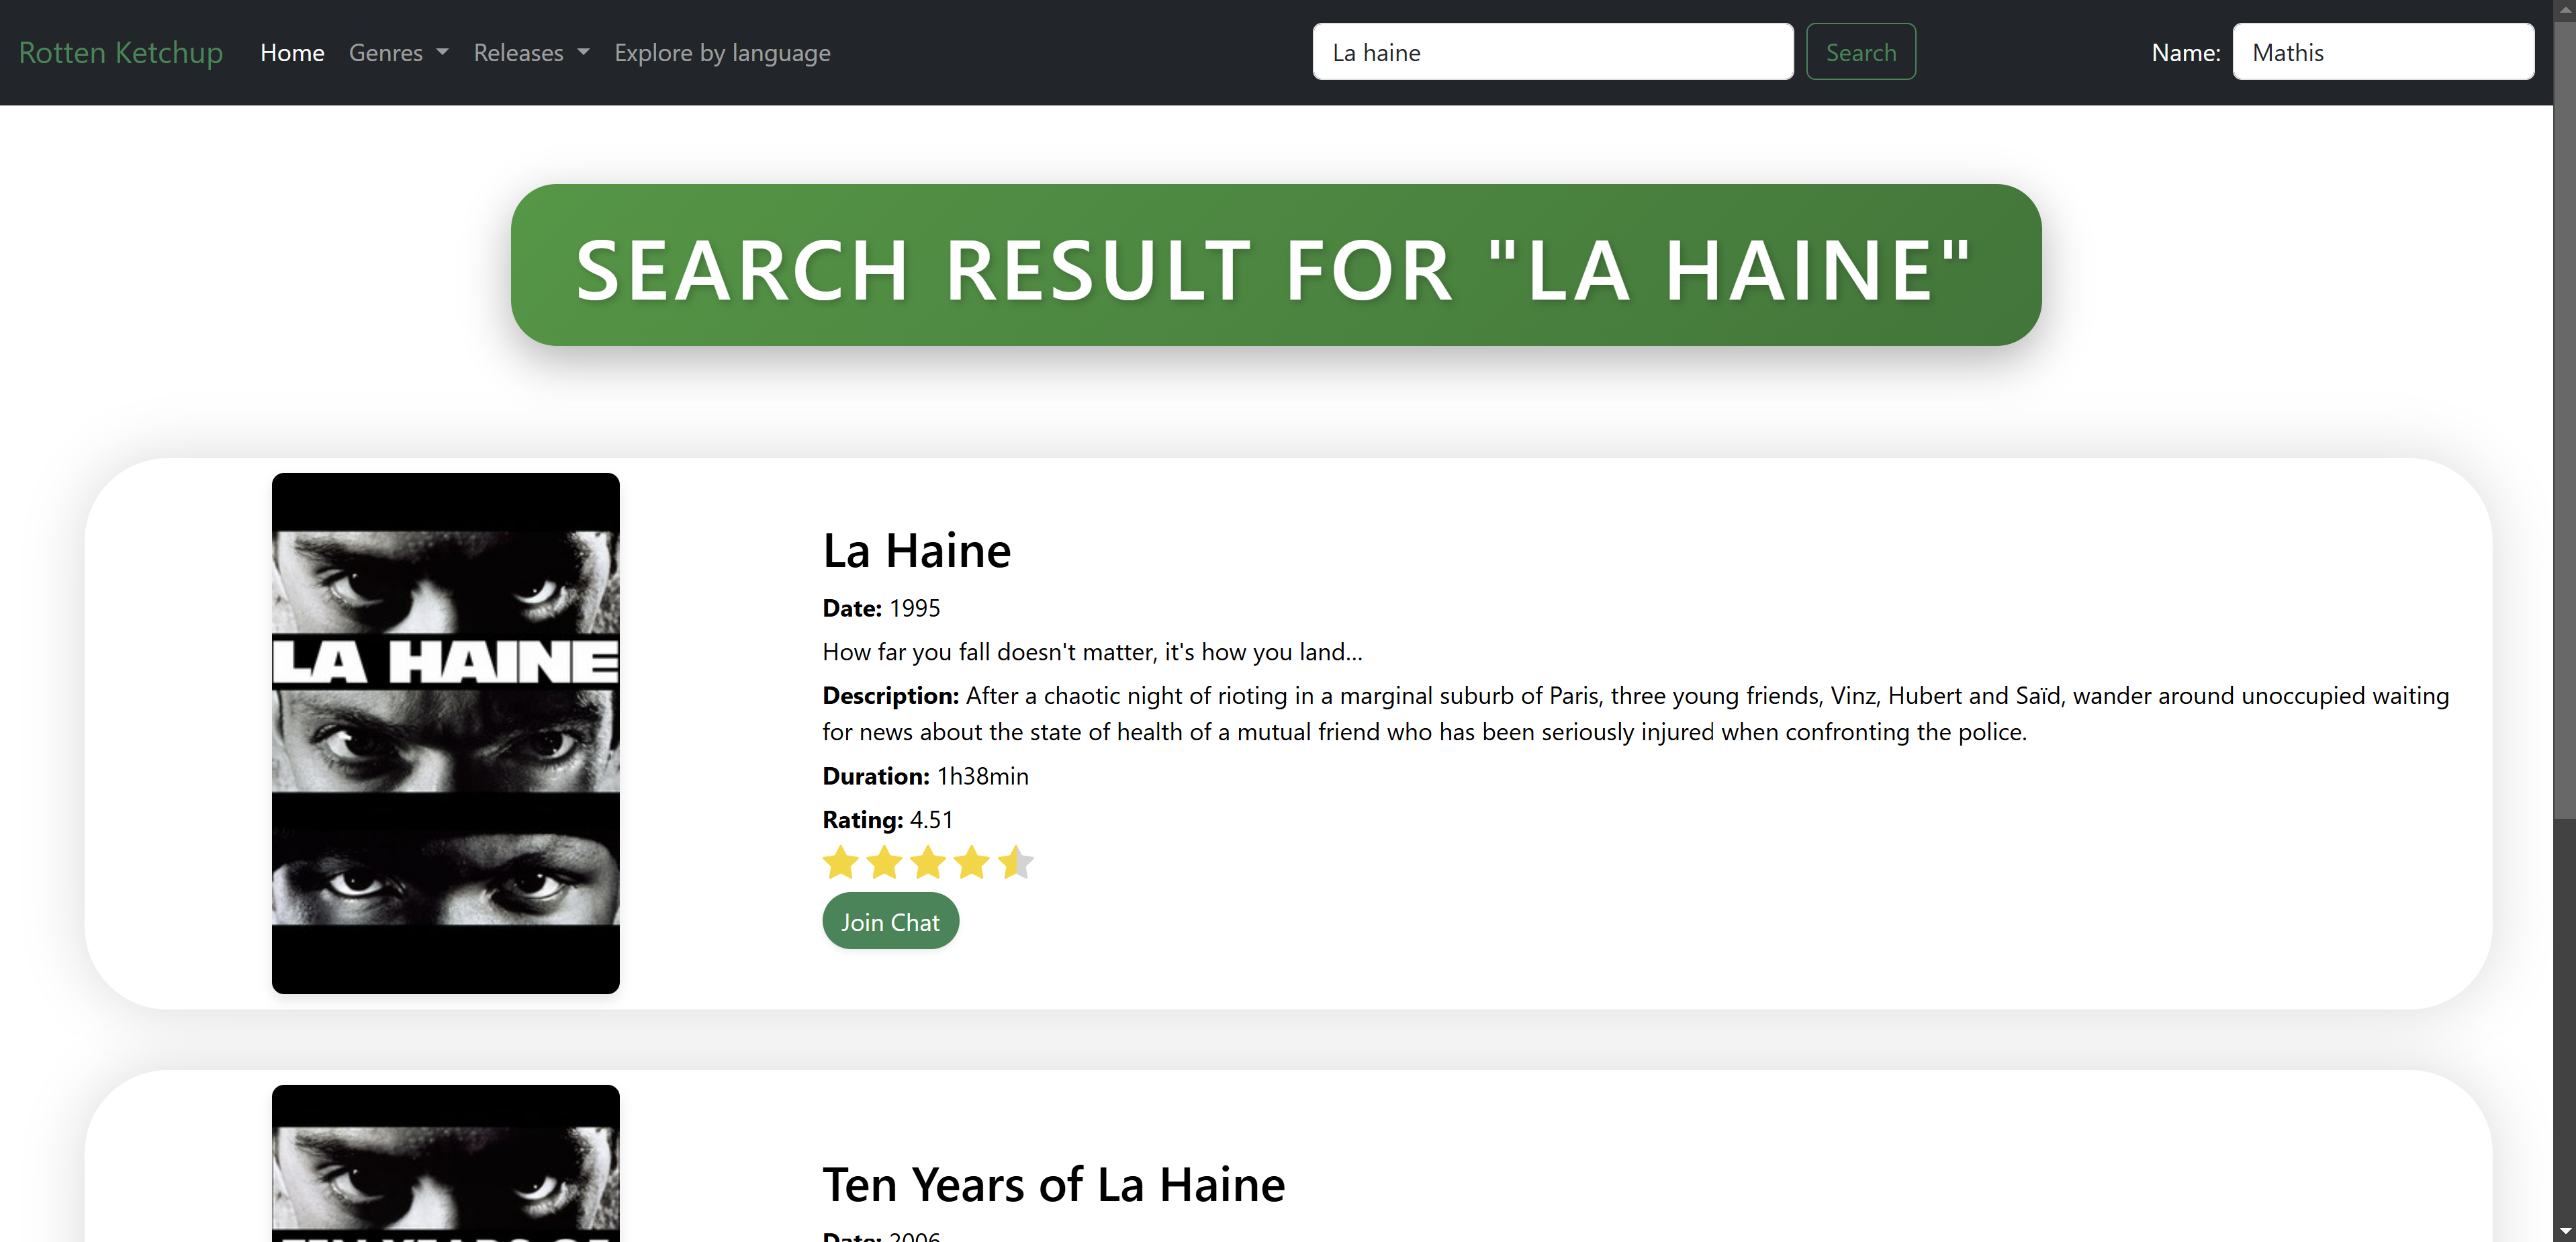 Rotten Ketchup Home Genres Releases Explore by language La haine Search Name: Mathis
SEARCH RESULT FOR "LA HAINE"
LA HAINE
La Haine
Date: 1995
How far you fall doesn't matter, it's how you land...
Description: After a chaotic night of rioting in a marginal suburb of Paris, three young friends, Vinz, Hubert and Saïd, wander around unoccupied waiting
for news about the state of health of a mutual friend who has been seriously injured when confronting the police.
Duration: 1h38min
Rating: 4.51
Join Chat
Ten Years of La Haine
Date: 2006
TEN YEARS OF